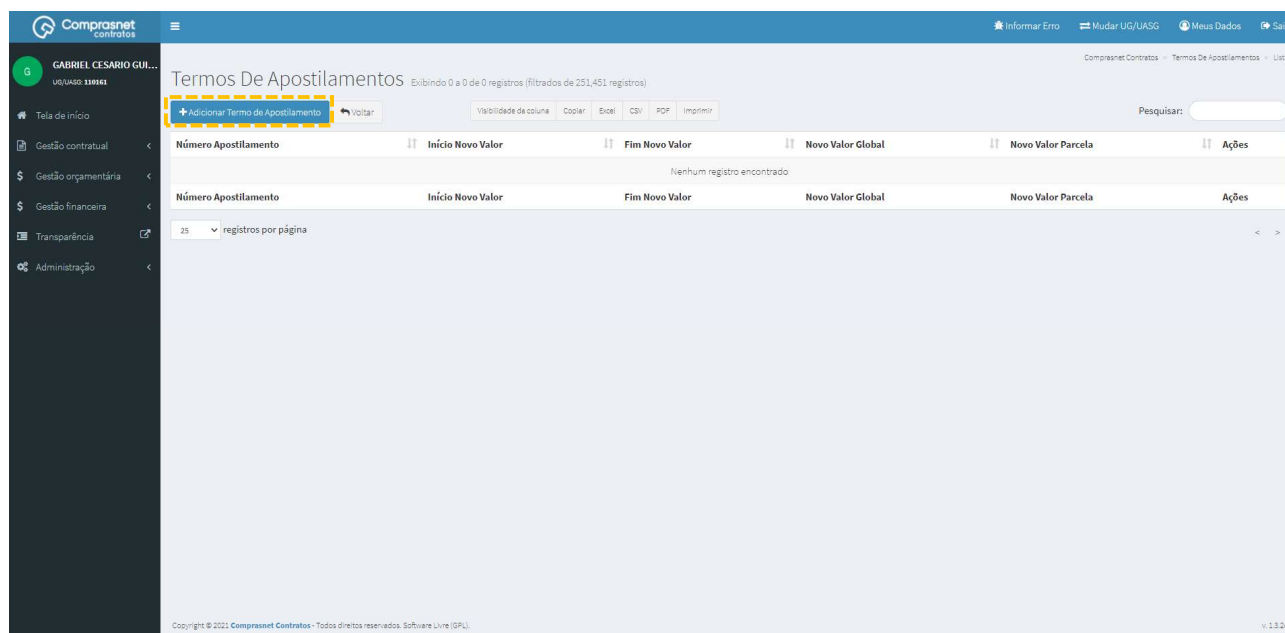 Comprasnet
contratos
Informar Erro Mudar UG/UASG Meus Dados Sai
G
GABRIEL CESARIO GUI...
UG/UASG: 110161
Tela de início
Gestão contratual
Gestão orçamentária
Gestão financeira
Transparência
Administração
Comprasnet Contratos > Termos De Apostilamentos > List
Termos De Apostilamentos Exibindo 0 a 0 de 0 registros (filtrados de 251,451 registros)
+ Adicionar Termo de Apostilamento Voltar Visibilidade da coluna Copiar Excel CSV PDF Imprimir Pesquisar:
Número Apostilamento Início Novo Valor Fim Novo Valor Novo Valor Global Novo Valor Parcela Ações
Nenhum registro encontrado
Número Apostilamento Início Novo Valor Fim Novo Valor Novo Valor Global Novo Valor Parcela Ações
25 registros por página < >
Copyright © 2021 Comprasnet Contratos - Todos direitos reservados. Software Livre (GPL).